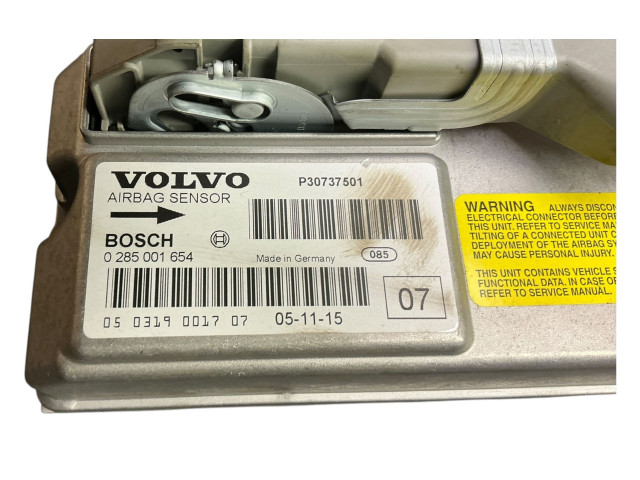 VOLVO
AIRBAG SENSOR
P30737501
BOSCH
0 285 001 654
Made in Germany
085
07
05 0319 0017 07
05-11-15
WARNING ALWAYS DISCON
ELECTRICAL CONNECTOR BEFORE
THIS UNIT. REFER TO SERVICE MA
TILTING OF A CONNECTED UNIT C
DEPLOYMENT OF THE AIRBAG SY
MAY CAUSE PERSONAL INJURY.
THIS UNIT CONTAINS VEHICLE S
FUNCTIONAL DATA. IN CASE OF
REFER TO SERVICE MANUAL.